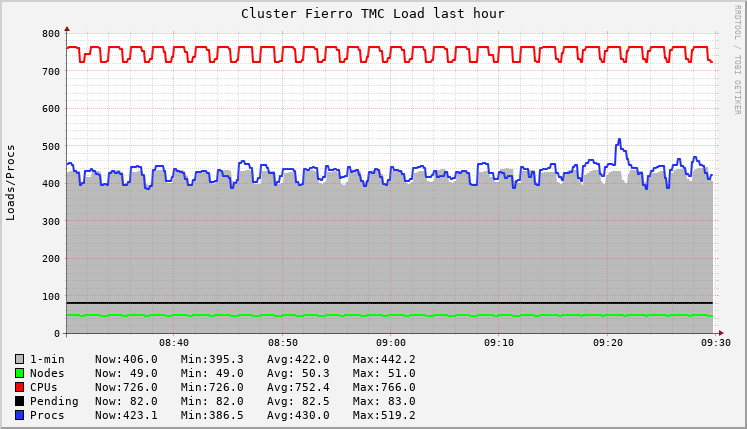 Cluster Fierro TMC Load last hour
RRDTOOL / TOBI OETIKER
Loads/Procs
800
700
600
500
400
300
200
100
0
08:40 08:50 09:00 09:10 09:20 09:30
1-min Now:406.0 Min:395.3 Avg:422.0 Max:442.2
Nodes Now: 49.0 Min: 49.0 Avg: 50.3 Max: 51.0
CPUs Now:726.0 Min:726.0 Avg:752.4 Max:766.0
Pending Now: 82.0 Min: 82.0 Avg: 82.5 Max: 83.0
Procs Now:423.1 Min:386.5 Avg:430.0 Max:519.2